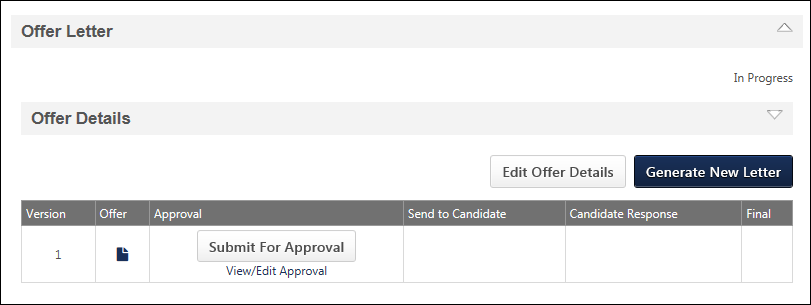 Offer Letter
In Progress
Offer Details
Edit Offer Details Generate New Letter
Version Offer Approval Send to Candidate Candidate Response Final
1 Submit For Approval
View/Edit Approval